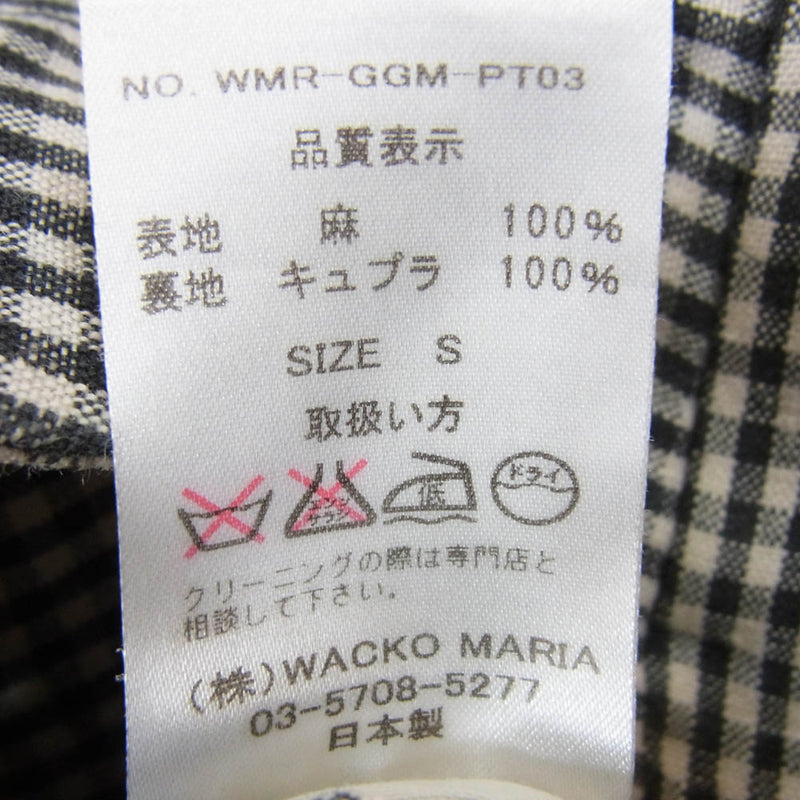 NO. WMR-GGM-PT03
品質表示
表地 麻 100%
裏地 キュプラ 100%
SIZE S
取扱い方
低 ドライ
クリーニングの際は専門店と
相談して下さい。
(株)WACKO MARIA
03-5708-5277
日本製